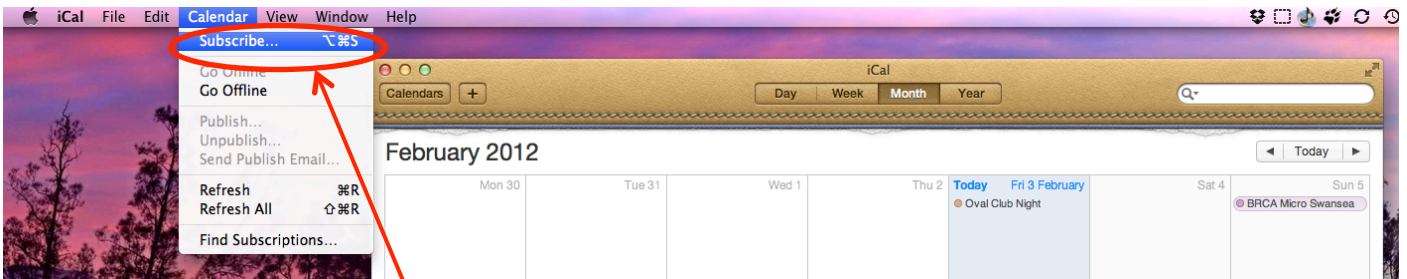 iCal File Edit Calendar View Window Help
Subscribe... ⌥⌘S
Go Online
Go Offline
Publish...
Unpublish...
Send Publish Email...
Refresh ⌘R
Refresh All ⇧⌘R
Find Subscriptions...
iCal
Calendars + Day Week Month Year
February 2012 Today
Mon 30 Tue 31 Wed 1 Thu 2 Today Fri 3 February Sat 4 Sun 5
Oval Club Night BRCA Micro Swansea